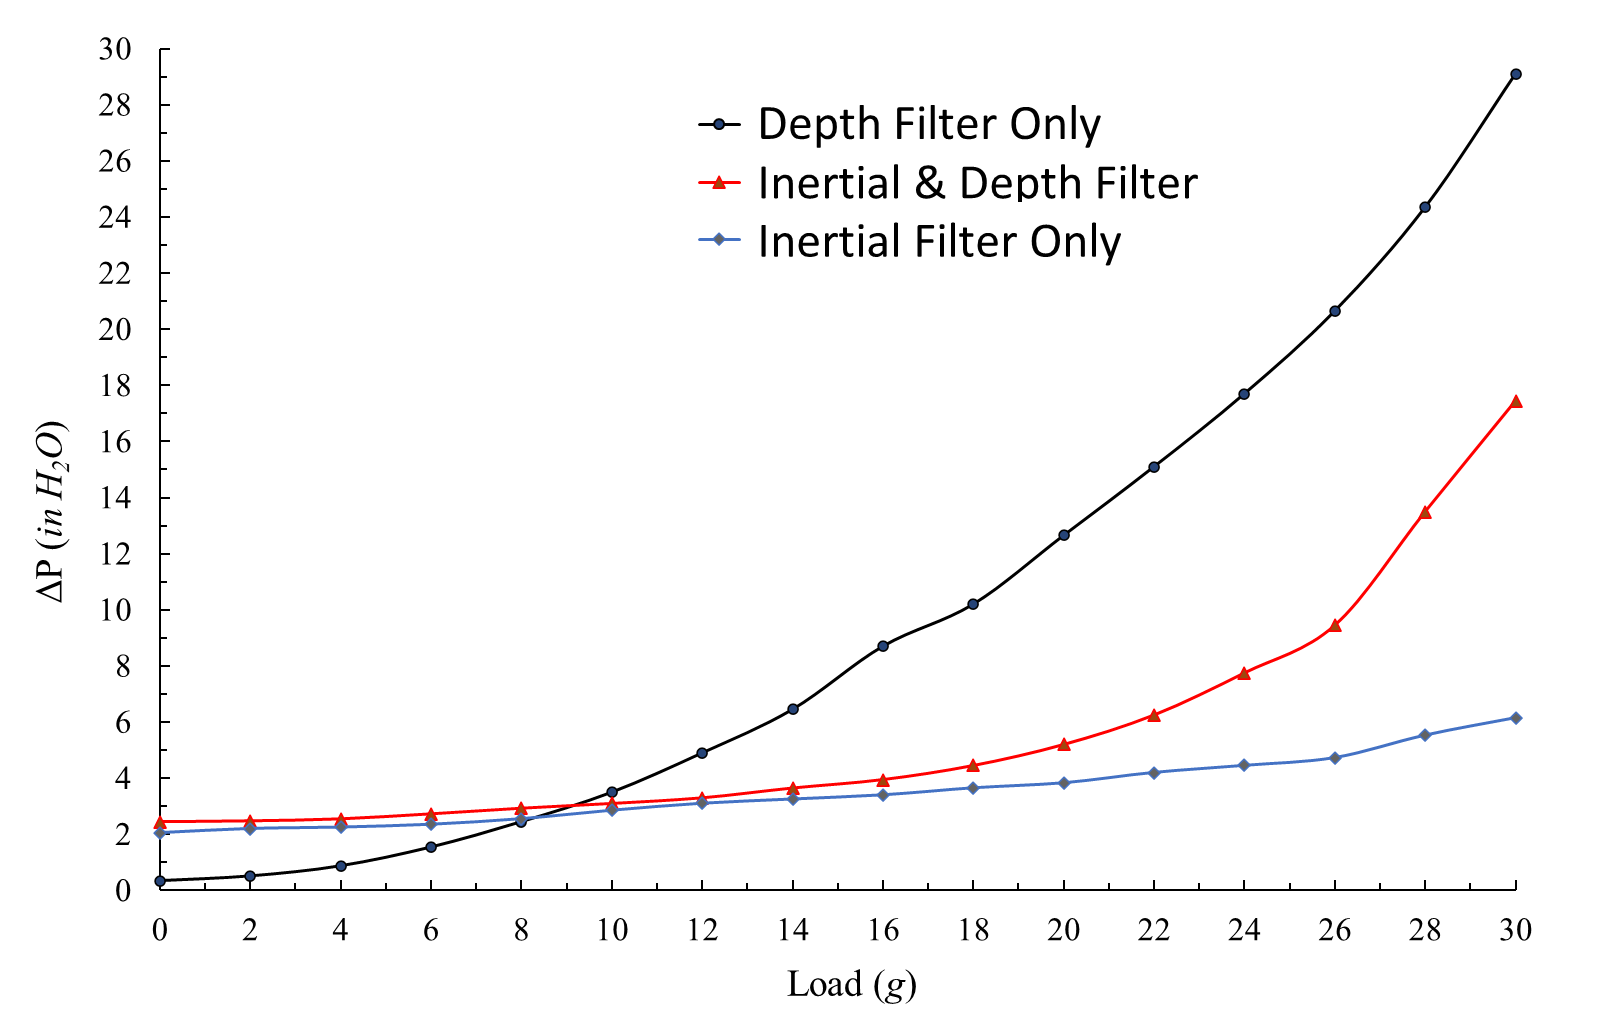 30
28
26
24
22
20
18
16
14
12
10
8
6
4
2
0
ΔP (in H₂O)
Depth Filter Only
Inertial & Depth Filter
Inertial Filter Only
0 2 4 6 8 10 12 14 16 18 20 22 24 26 28 30
Load (g)